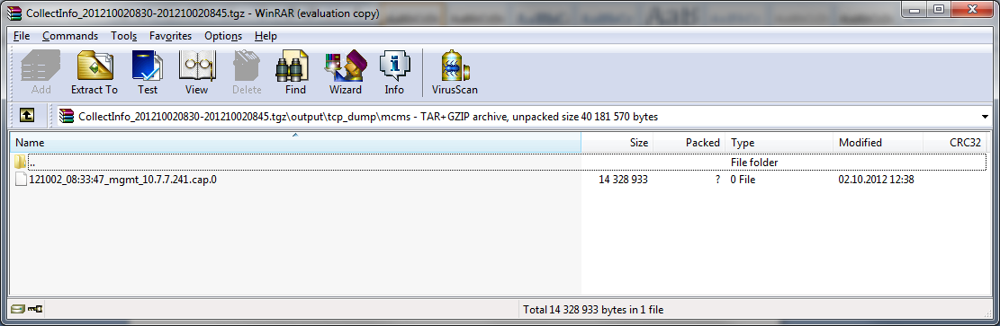 CollectInfo_201210020830-201210020845.tgz - WinRAR (evaluation copy)
File Commands Tools Favorites Options Help
Add Extract To Test View Delete Find Wizard Info VirusScan
CollectInfo_201210020830-201210020845.tgz\output\tcp_dump\mcms - TAR+GZIP archive, unpacked size 40 181 570 bytes
Name Size Packed Type Modified CRC32
.. File folder
121002_08:33:47_mgmt_10.7.7.241.cap.0 14 328 933 ? 0 File 02.10.2012 12:38
Total 14 328 933 bytes in 1 file